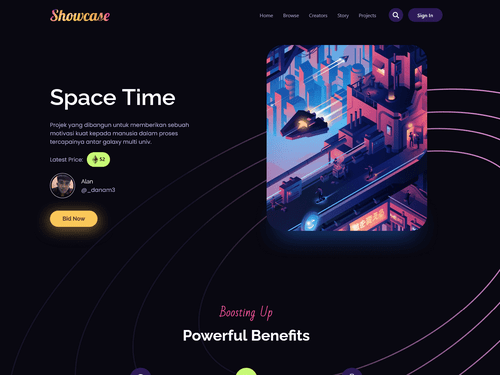 Showcase
Home Browse Creators Story Projects Sign In
Space Time
Projek yang dibangun untuk memberikan sebuah
motivasi kuat kepada manusia dalam proses
tercapainya antar galaxy multi univ.
Latest Price: 52
Alan
@_danam3
Bid Now
Boosting Up
Powerful Benefits